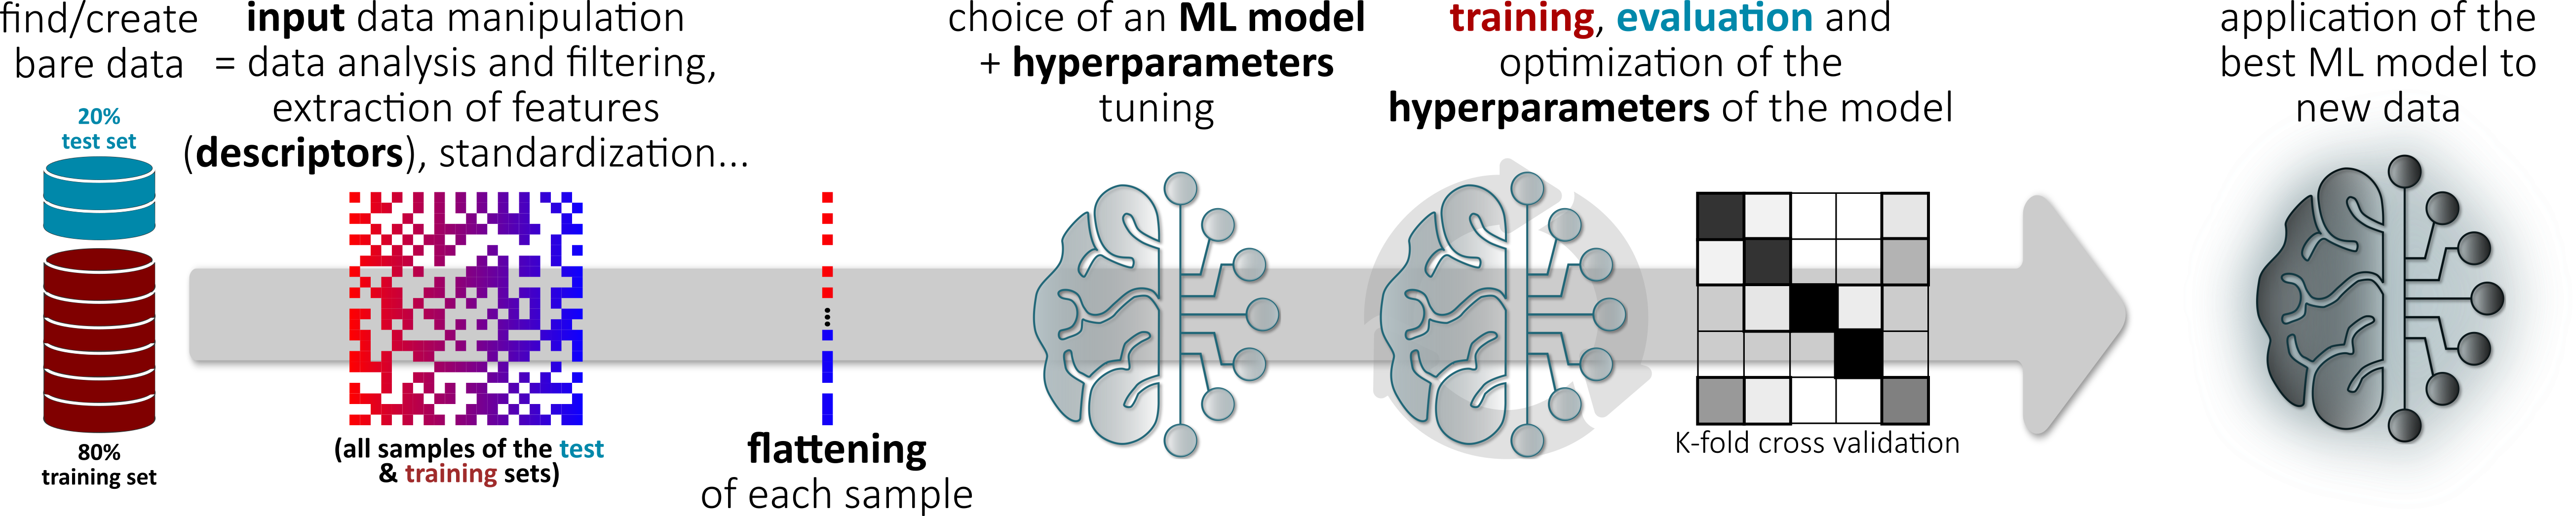 find/create
bare data
20%
test set
80%
training set
input data manipulation
= data analysis and filtering,
extraction of features
(descriptors), standardization...
(all samples of the test
& training sets)
...
flattening
of each sample
choice of an ML model
+ hyperparameters
tuning
training, evaluation and
optimization of the
hyperparameters of the model
K-fold cross validation
application of the
best ML model to
new data